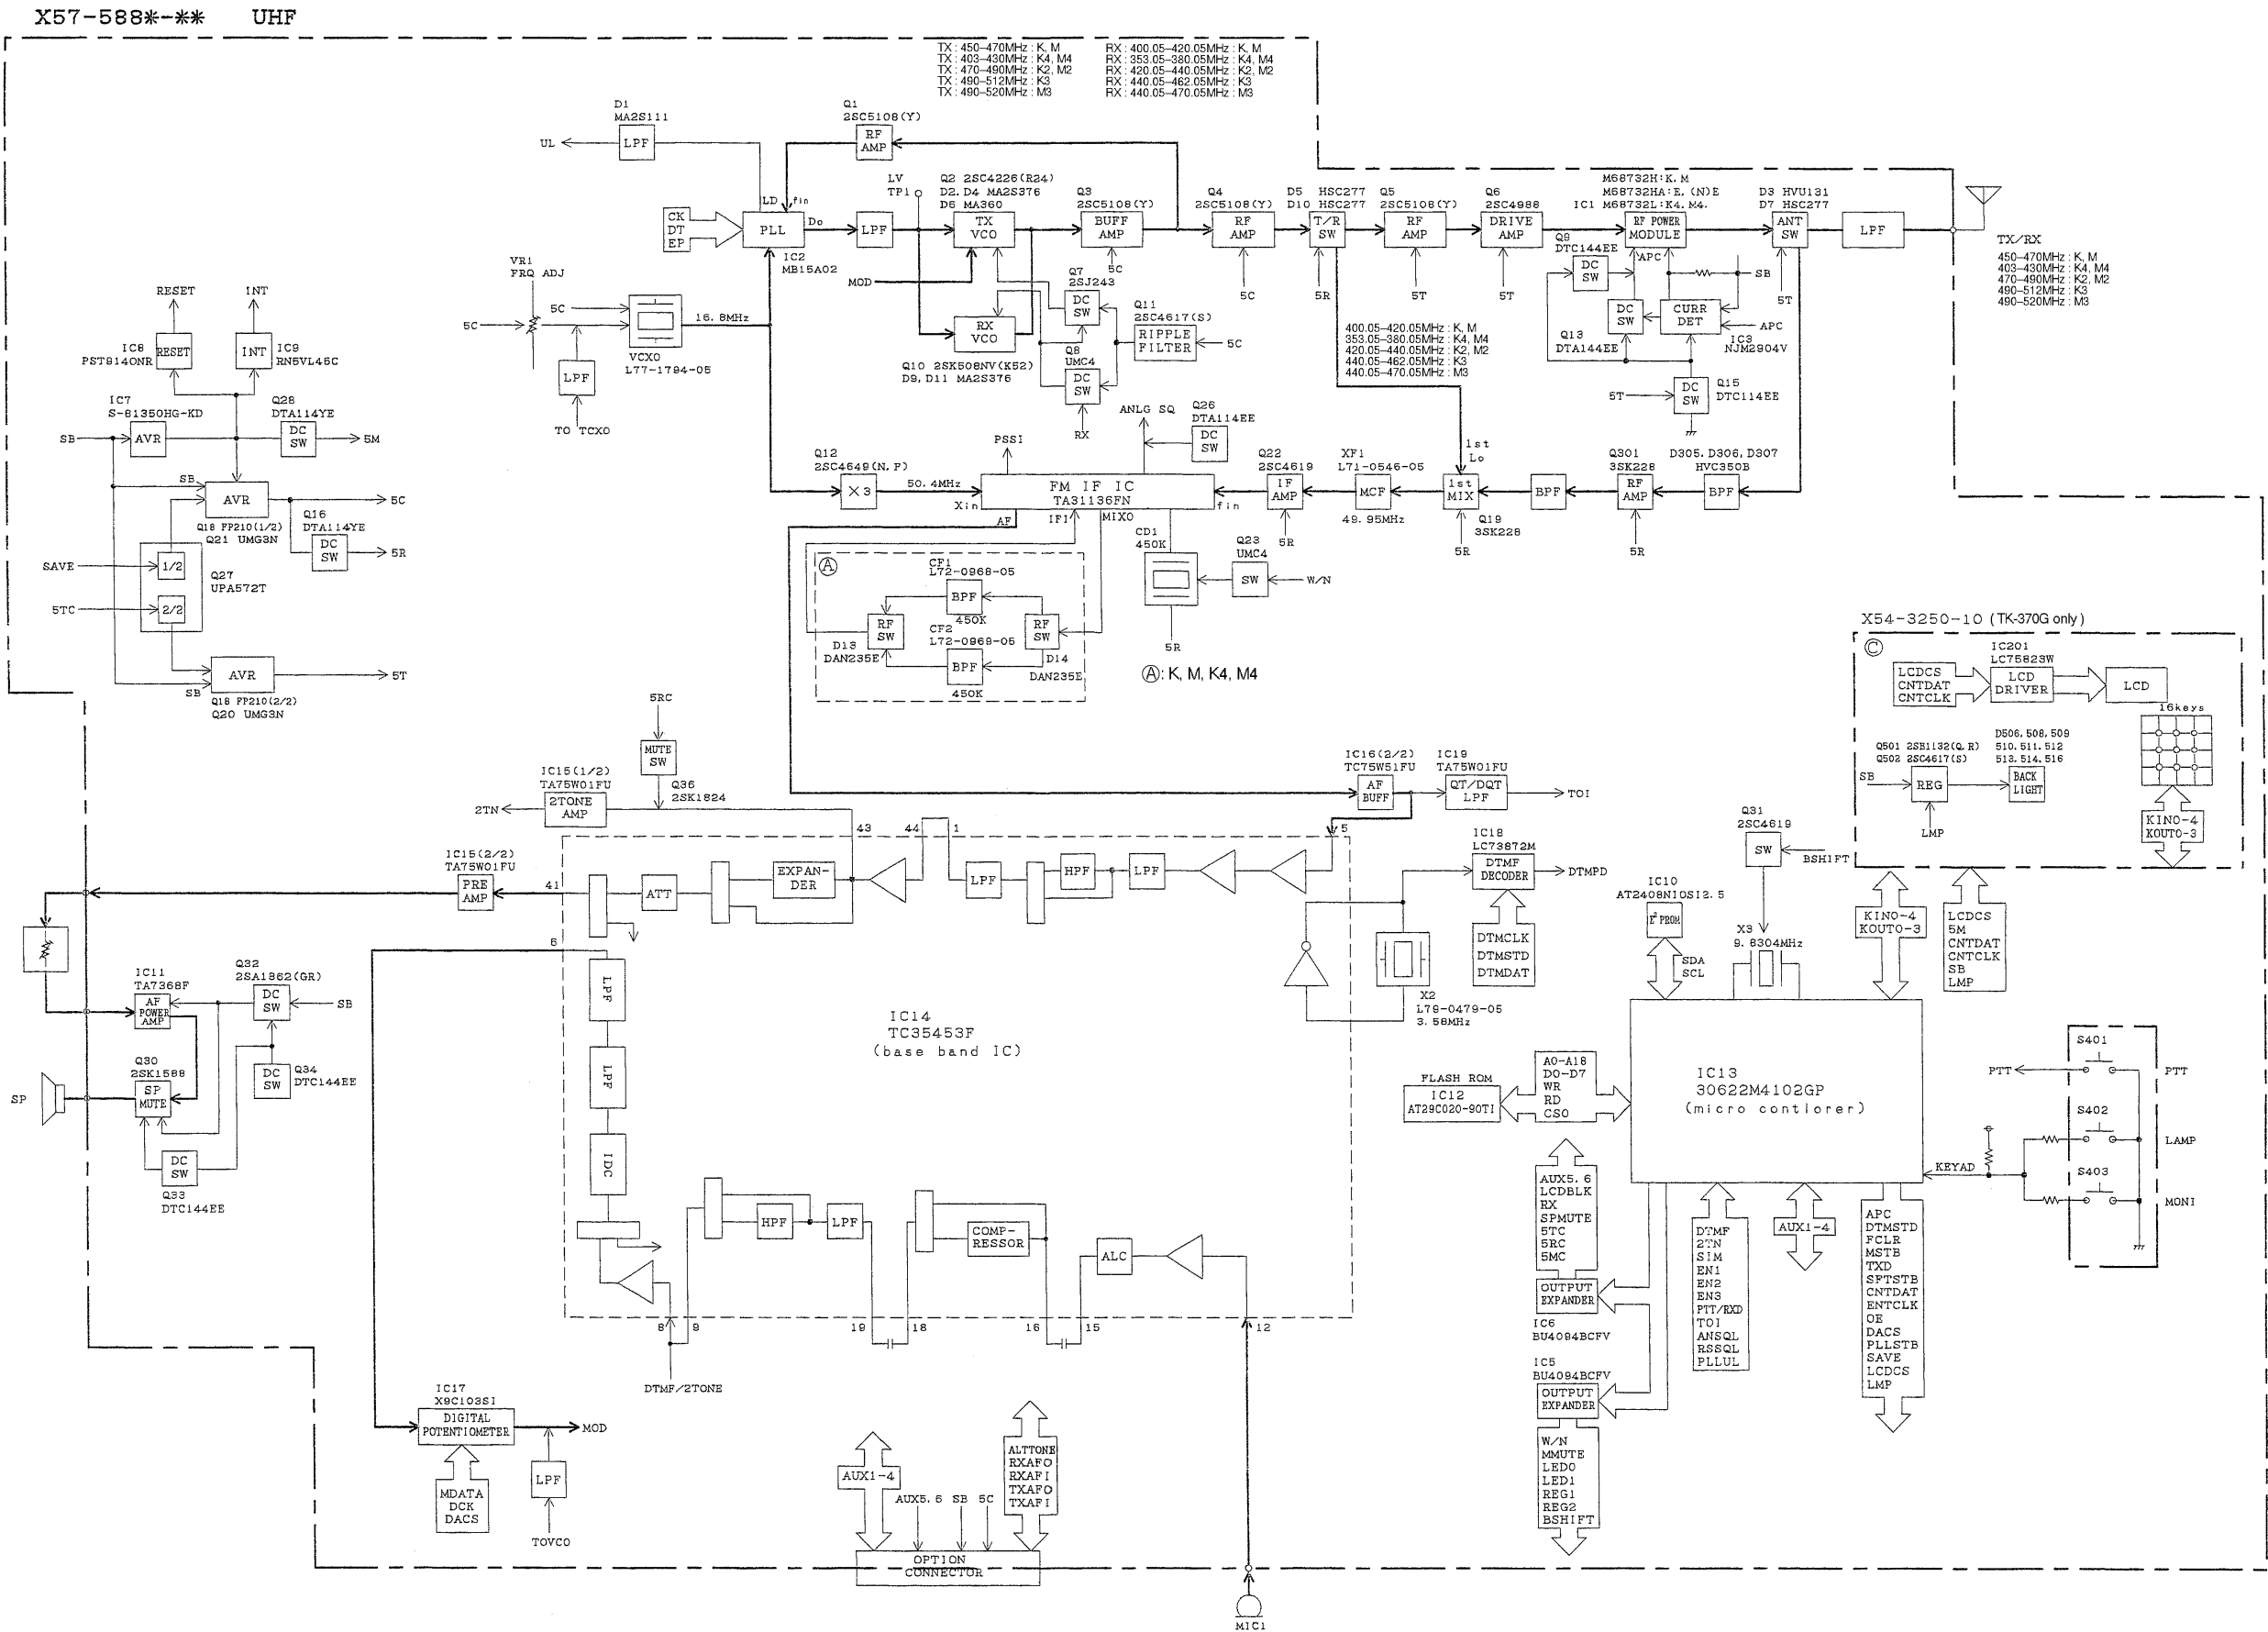 X57-588*-** UHF
TX : 450–470MHz : K, M
TX : 403–430MHz : K4, M4
TX : 470–490MHz : K2, M2
TX : 490–512MHz : K3
TX : 490–520MHz : M3
RX : 400.05–420.05MHz : K, M
RX : 353.05–380.05MHz : K4, M4
RX : 420.05–440.05MHz : K2, M2
RX : 440.05–462.05MHz : K3
RX : 440.05–470.05MHz : M3
D1
MA2S111
UL
LPF
Q1
2SC5108(Y)
RF
AMP
LD
fin
CK
DT
EP
PLL
Do
IC2
MB15A02
LPF
LV
TP1
Q2 2SC4226(R24)
D2, D4 MA2S376
D6 MA360
TX
VCO
MOD
Q3
2SC5108(Y)
BUFF
AMP
5C
Q4
2SC5108(Y)
RF
AMP
5C
D5 HSC277
D10 HSC277
T/R
SW
5R
Q5
2SC5108(Y)
RF
AMP
5T
Q6
2SC4988
DRIVE
AMP
5T
M68732H:K, M
M68732HA:E, (N)E
IC1 M68732L:K4, M4.
RF POWER
MODULE
D3 HVU131
D7 HSC277
ANT
SW
5T
LPF
TX/RX
450–470MHz : K, M
403–430MHz : K4, M4
470–490MHz : K2, M2
490–512MHz : K3
490–520MHz : M3
Q9
DTC144EE
DC
SW
APC
SB
DC
SW
Q13
DTA144EE
CURR
DET
APC
IC3
NJM2904V
5T
DC
SW
Q15
DTC114EE
VR1
FRQ ADJ
5C
5C
16.8MHz
VCXO
L77-1794-05
LPF
TO TCXO
RX
VCO
Q10 2SK508NV(K52)
D9, D11 MA2S376
Q7
2SJ243
DC
SW
Q11
2SC4617(S)
RIPPLE
FILTER
5C
Q8
UMC4
DC
SW
RX
400.05–420.05MHz : K, M
353.05–380.05MHz : K4, M4
420.05–440.05MHz : K2, M2
440.05–462.05MHz : K3
440.05–470.05MHz : M3
RESET
INT
IC8
PST9140NR
RESET
INT
IC9
RN5VL45C
IC7
S-81350HG-KD
SB
AVR
Q28
DTA114YE
DC
SW
5M
SB
AVR
5C
Q18 FP210(1/2)
Q21 UMG3N
Q16
DTA114YE
DC
SW
5R
SAVE
1/2
Q27
UPA572T
5TC
2/2
AVR
5T
SB
Q18 FP210(2/2)
Q20 UMG3N
Q12
2SC4649(N, P)
×3
50.4MHz
Xin
PSSI
ANLG SQ
Q26
DTA114EE
DC
SW
FM IF IC
TA31136FN
fin
AF
IF1
MIXO
Q22
2SC4619
IF
AMP
5R
XF1
L71-0546-05
MCF
49.95MHz
1st
Lo
1st
MIX
Q19
3SK228
5R
BPF
Q301
3SK228
RF
AMP
5R
D305, D306, D307
HVC350B
BPF
CD1
450K
Q23
UMC4
SW
W/N
5R
A
CF1
L72-0968-05
BPF
450K
RF
SW
D13
DAN235E
CF2
L72-0969-05
BPF
450K
RF
SW
D14
DAN235E
A : K, M, K4, M4
5RC
MUTE
SW
Q36
2SK1824
IC15(1/2)
TA75W01FU
2TN
2TONE
AMP
IC16(2/2)
TC75W51FU
AF
BUFF
IC19
TA75W01FU
QT/DQT
LPF
TOI
43 44 1 5
IC15(2/2)
TA75W01FU
PRE
AMP
41
ATT
EXPAN-
DER
LPF
HPF
LPF
IC18
LC73872M
DTMF
DECODER
DTMPD
DTMCLK
DTMSTD
DTMDAT
X2
L79-0479-05
3.58MHz
6
LPF
LPF
IDC
IC14
TC35453F
(base band IC)
IC11
TA7368F
AF
POWER
AMP
Q32
2SA1862(GR)
DC
SW
SB
Q30
2SK1588
SP
MUTE
SP
DC
SW
Q34
DTC144EE
DC
SW
Q33
DTC144EE
HPF
LPF
COMP-
RESSOR
ALC
8 9 19 18 16 15 12
DTMF/2TONE
IC17
X9C103SI
DIGITAL
POTENTIOMETER
MOD
MDATA
DCK
DACS
LPF
TOVCO
AUX1-4
AUX5.6 SB 5C
ALTTONE
RXAFO
RXAFI
TXAFO
TXAFI
OPTION
CONNECTOR
MIC1
X54-3250-10 (TK-370G only)
C
LCDCS
CNTDAT
CNTCLK
IC201
LC75823W
LCD
DRIVER
LCD
16keys
Q501 2SB1132(Q,R)
Q502 2SC4617(S)
SB
REG
LMP
D506, 508, 509
510, 511, 512
513, 514, 516
BACK
LIGHT
KIN0-4
KOUT0-3
Q31
2SC4619
SW
BSHIFT
IC10
AT2408N10SI2.5
E² PROM
SDA
SCL
X3
9.8304MHz
KIN0-4
KOUT0-3
LCDCS
5M
CNTDAT
CNTCLK
SB
LMP
FLASH ROM
IC12
AT29C020-90TI
A0-A18
D0-D7
WR
RD
CS0
IC13
30622M4102GP
(micro contlorer)
S401
PTT
PTT
S402
LAMP
S403
MONI
KEYAD
AUX5.6
LCDBLK
RX
SPMUTE
5TC
5RC
5MC
OUTPUT
EXPANDER
IC6
BU4094BCFV
IC5
BU4094BCFV
OUTPUT
EXPANDER
W/N
MMUTE
LED0
LED1
REG1
REG2
BSHIFT
DTMF
2TN
SIM
EN1
EN2
EN3
PTT/RXD
TOI
ANSQL
RSSQL
PLLUL
AUX1-4
APC
DTMSTD
FCLR
MSTB
TXD
SFTSTB
CNTDAT
ENTCLK
OE
DACS
PLLSTB
SAVE
LCDCS
LMP